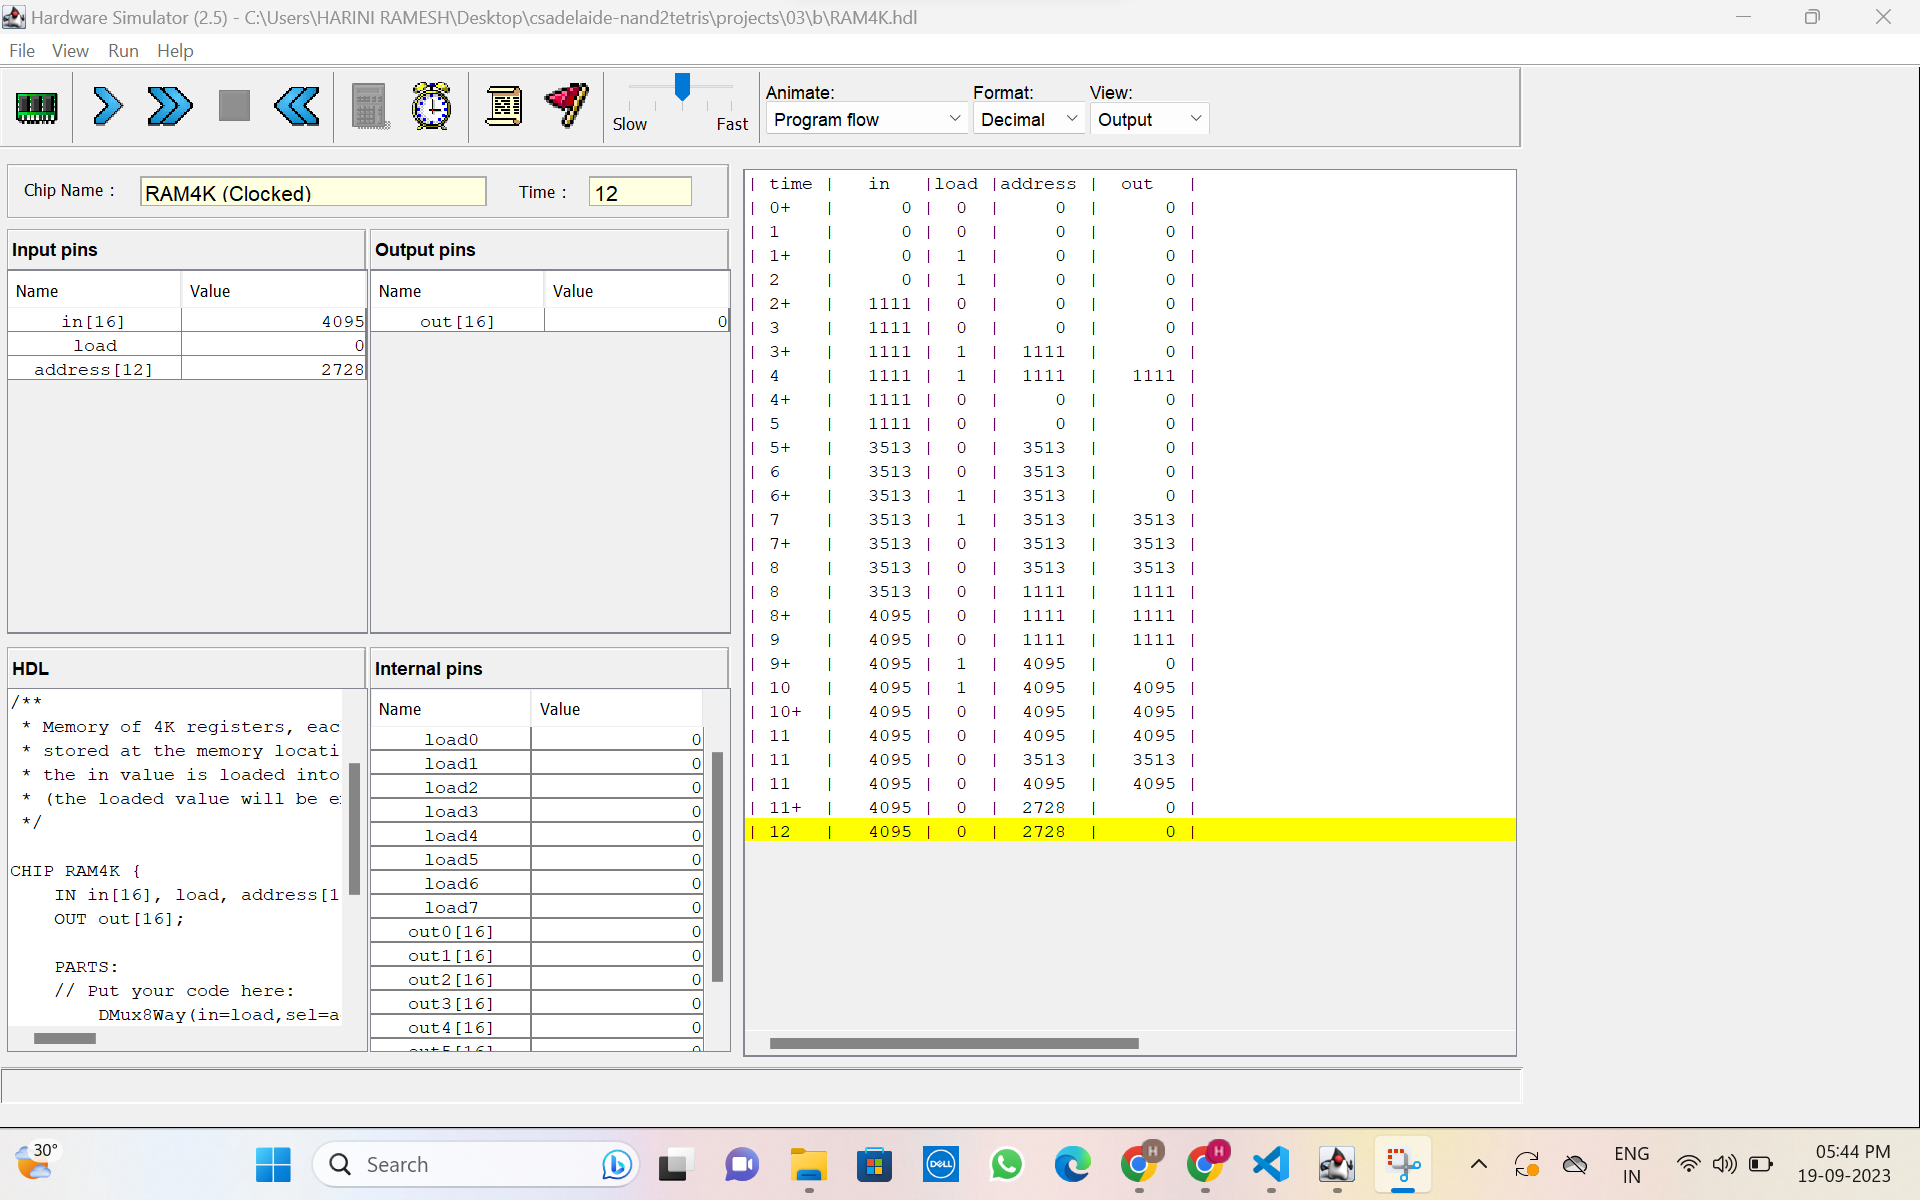 Hardware Simulator (2.5) - C:\Users\HARINI RAMESH\Desktop\csadelaide-nand2tetris\projects\03\b\RAM4K.hdl
File View Run Help
Slow Fast
Animate: Format: View:
Program flow Decimal Output
Chip Name : RAM4K (Clocked) Time : 12
Input pins
Name Value
in[16] 4095
load 0
address[12] 2728
Output pins
Name Value
out[16] 0
HDL
/**
* Memory of 4K registers, eac
* stored at the memory locati
* the in value is loaded into
* (the loaded value will be e
*/
CHIP RAM4K {
IN in[16], load, address[1
OUT out[16];
PARTS:
// Put your code here:
DMux8Way(in=load,sel=a
Internal pins
Name Value
load0 0
load1 0
load2 0
load3 0
load4 0
load5 0
load6 0
load7 0
out0[16] 0
out1[16] 0
out2[16] 0
out3[16] 0
out4[16] 0
out5[16] 0
| time | in |load |address | out |
| 0+ | 0 | 0 | 0 | 0 |
| 1 | 0 | 0 | 0 | 0 |
| 1+ | 0 | 1 | 0 | 0 |
| 2 | 0 | 1 | 0 | 0 |
| 2+ | 1111 | 0 | 0 | 0 |
| 3 | 1111 | 0 | 0 | 0 |
| 3+ | 1111 | 1 | 1111 | 0 |
| 4 | 1111 | 1 | 1111 | 1111 |
| 4+ | 1111 | 0 | 0 | 0 |
| 5 | 1111 | 0 | 0 | 0 |
| 5+ | 3513 | 0 | 3513 | 0 |
| 6 | 3513 | 0 | 3513 | 0 |
| 6+ | 3513 | 1 | 3513 | 0 |
| 7 | 3513 | 1 | 3513 | 3513 |
| 7+ | 3513 | 0 | 3513 | 3513 |
| 8 | 3513 | 0 | 3513 | 3513 |
| 8 | 3513 | 0 | 1111 | 1111 |
| 8+ | 4095 | 0 | 1111 | 1111 |
| 9 | 4095 | 0 | 1111 | 1111 |
| 9+ | 4095 | 1 | 4095 | 0 |
| 10 | 4095 | 1 | 4095 | 4095 |
| 10+ | 4095 | 0 | 4095 | 4095 |
| 11 | 4095 | 0 | 4095 | 4095 |
| 11 | 4095 | 0 | 3513 | 3513 |
| 11 | 4095 | 0 | 4095 | 4095 |
| 11+ | 4095 | 0 | 2728 | 0 |
| 12 | 4095 | 0 | 2728 | 0 |
30°
Search
DELL
H
H
ENG
IN
05:44 PM
19-09-2023